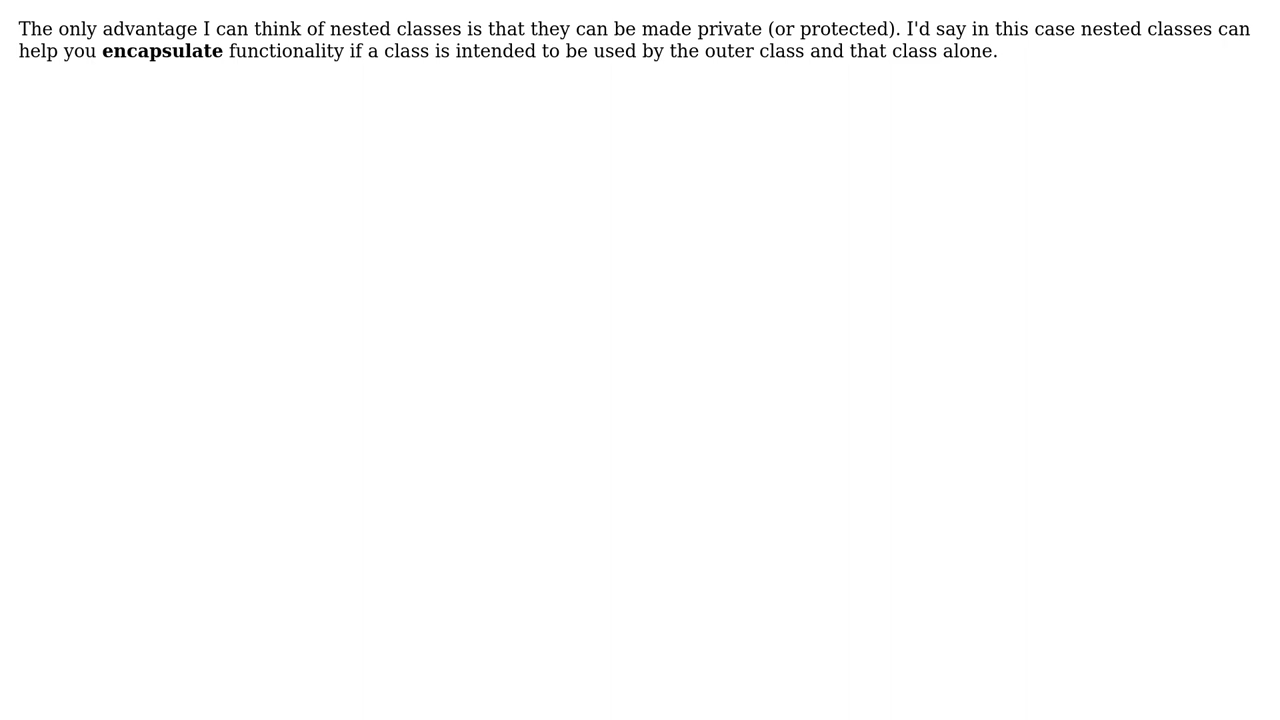 The only advantage I can think of nested classes is that they can be made private (or protected). I'd say in this case nested classes can
help you encapsulate functionality if a class is intended to be used by the outer class and that class alone.